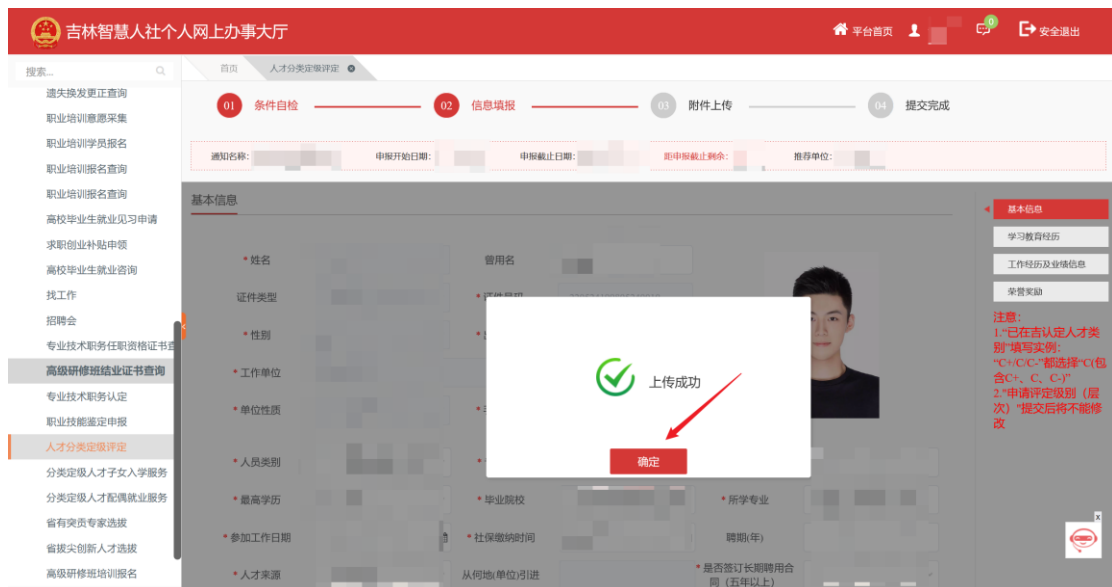 吉林智慧人社个人网上办事大厅
平台首页
0
安全退出
搜索...
首页
人才分类定级评定
遗失换发更正查询
职业培训意愿采集
职业培训学员报名
职业培训报名查询
职业培训报名查询
高校毕业生就业见习申请
求职创业补贴申领
高校毕业生就业咨询
找工作
招聘会
专业技术职务任职资格证书查
高级研修班结业证书查询
专业技术职务认定
职业技能鉴定申报
人才分类定级评定
分类定级人才子女入学服务
分类定级人才配偶就业服务
省有突贡专家选拔
省拔尖创新人才选拔
高级研修班培训报名
01 条件自检
02 信息填报
03 附件上传
04 提交完成
通知名称:
申报开始日期:
申报截止日期:
距申报截止剩余:
推荐单位:
基本信息
*姓名
曾用名
证件类型
*性别
*工作单位
*单位性质
*人员类别
*最高学历
*毕业院校
*所学专业
*参加工作日期
*社保缴纳时间
聘期(年)
*人才来源
从何地(单位)引进
*是否签订长期聘用合
同（五年以上）
上传成功
确定
基本信息
学习教育经历
工作经历及业绩信息
荣誉奖励
注意:
1."已在吉认定人才类
别"填写实例:
"C+/C/C-"都选择"C(包
含C+、C、C-)"
2."申请评定级别（层
次）"提交后将不能修
改
x